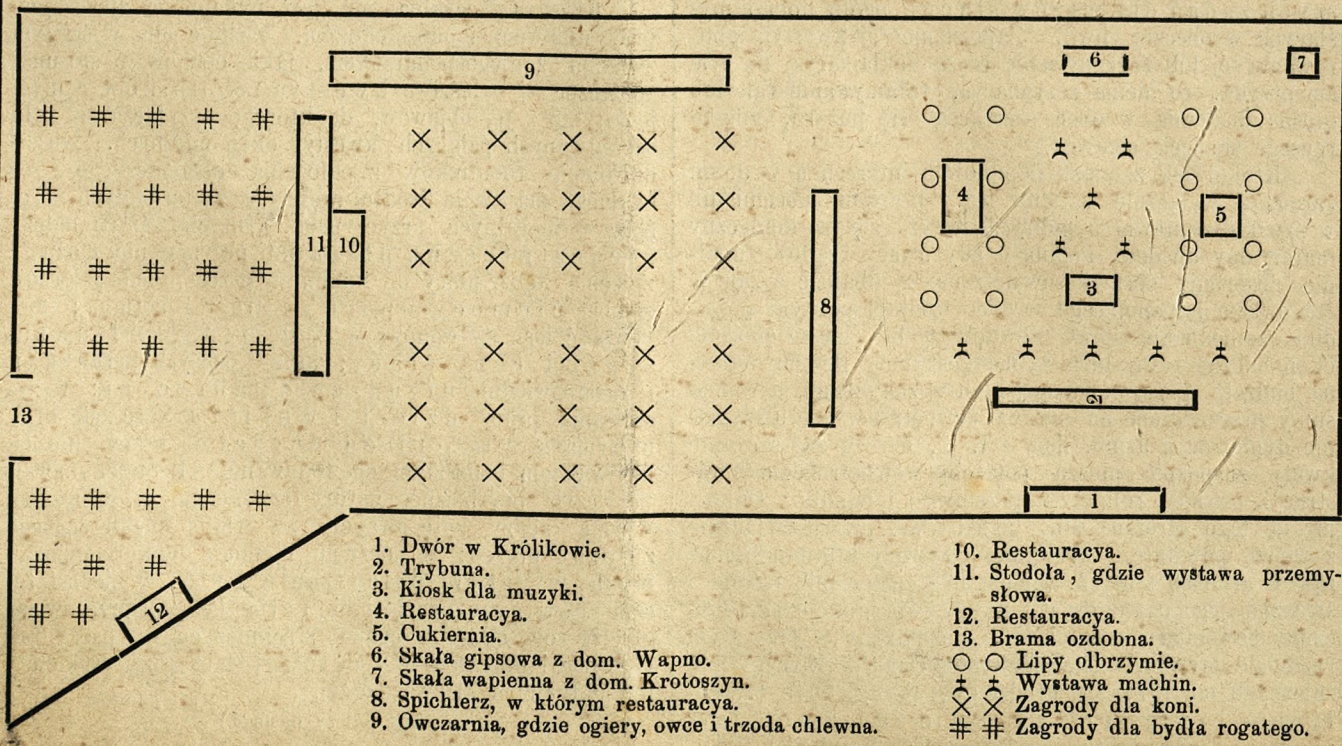 9
6
7
4
5
11
10
3
8
2
13
1
12
1. Dwór w Królikowie.
2. Trybuna.
3. Kiosk dla muzyki.
4. Restauracya.
5. Cukiernia.
6. Skała gipsowa z dom. Wapno.
7. Skała wapienna z dom. Krotoszyn.
8. Spichlerz, w którym restauracya.
9. Owczarnia, gdzie ogiery, owce i trzoda chlewna.
10. Restauracya.
11. Stodoła, gdzie wystawa przemy-
słowa.
12. Restauracya.
13. Brama ozdobna.
Lipy olbrzymie.
Wystawa machin.
Zagrody dla koni.
Zagrody dla bydła rogatego.